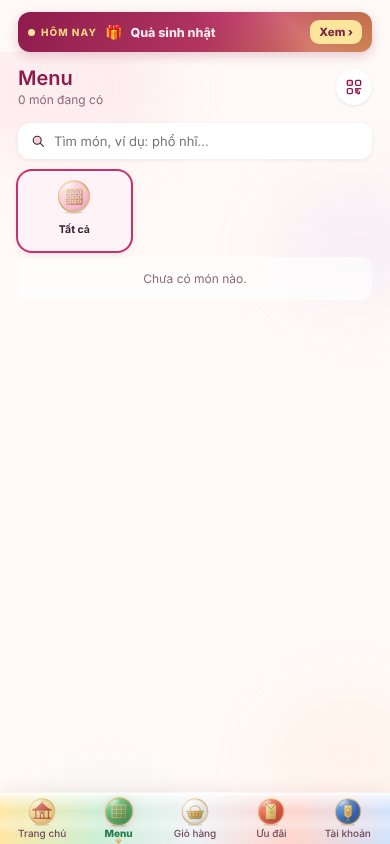 HÔM NAY 🎁 Quà sinh nhật Xem ›
Menu
0 món đang có
Tìm món, ví dụ: phổ nhĩ...
Tất cả
Chưa có món nào.
Trang chủ Menu Giỏ hàng Ưu đãi Tài khoản